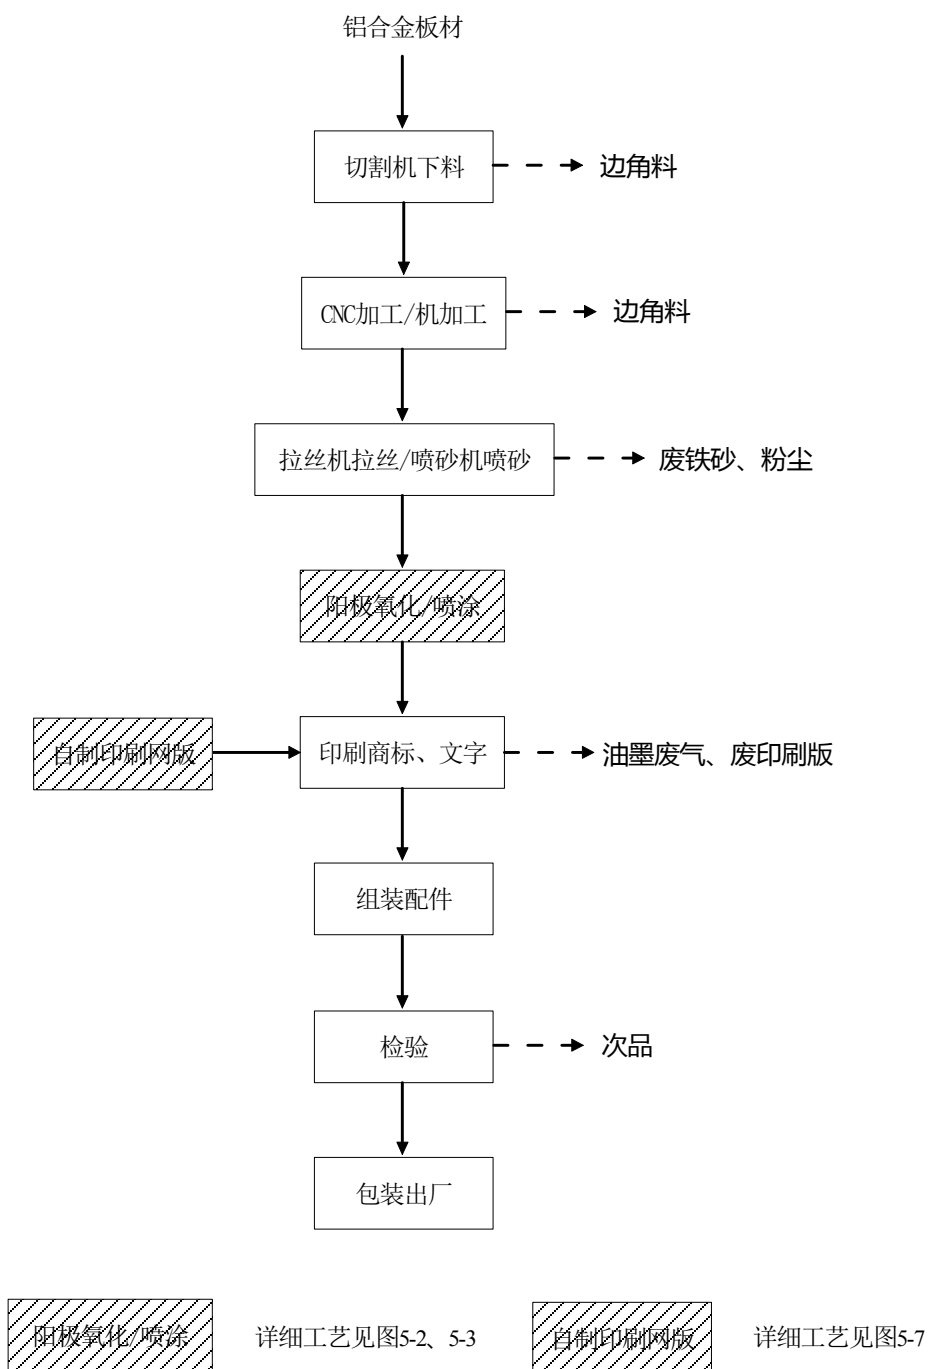 铝合金板材
切割机下料
边角料
CNC加工/机加工
边角料
拉丝机拉丝/喷砂机喷砂
废铁砂、粉尘
阳极氧化/喷涂
自制印刷网版
印刷商标、文字
油墨废气、废印刷版
组装配件
检验
次品
包装出厂
阳极氧化/喷涂
详细工艺见图5-2、5-3
自制印刷网版
详细工艺见图5-7